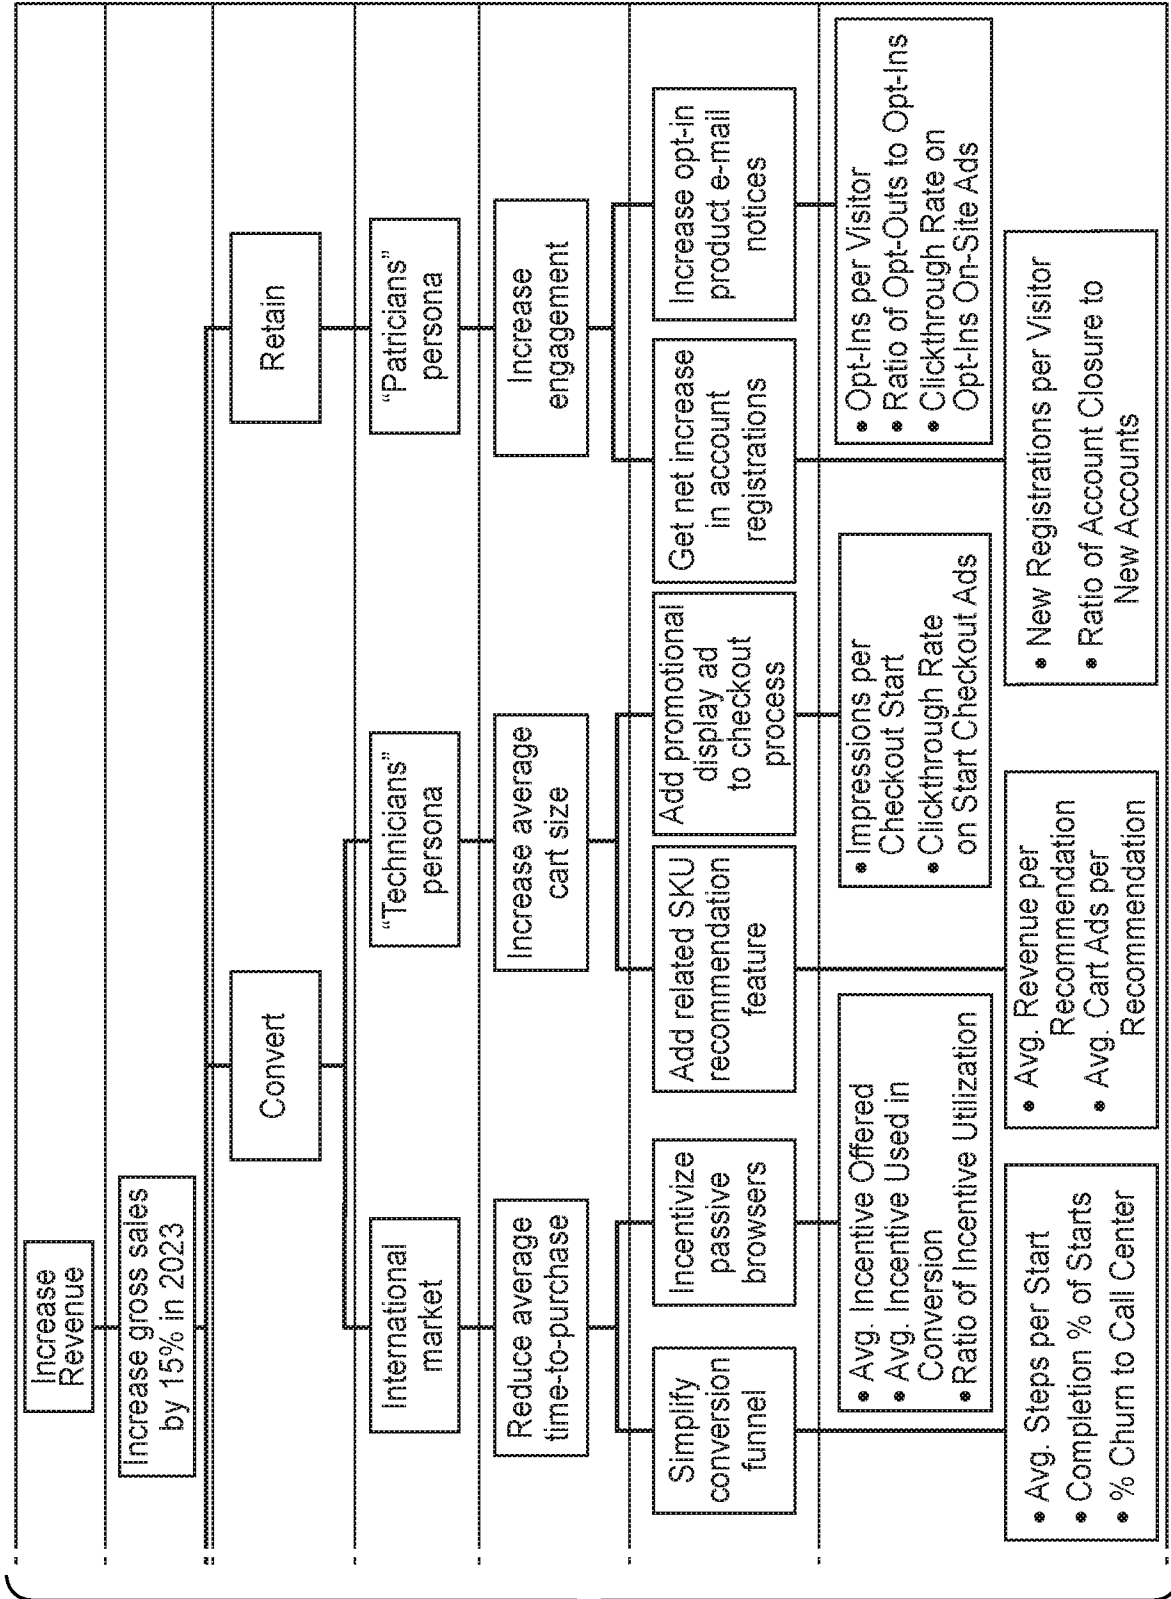 Increase
Revenue
Increase gross sales
by 15% in 2023
Convert
Retain
International
market
“Technicians”
persona
“Patricians”
persona
Reduce average
time-to-purchase
Increase average
cart size
Increase
engagement
Simplify
conversion
funnel
Incentivize
passive
browsers
Add related SKU
recommendation
feature
Add promotional
display ad
to checkout
process
Get net increase
in account
registrations
Increase opt-in
product e-mail
notices
• Avg. Incentive Offered
• Avg. Incentive Used in
Conversion
• Ratio of Incentive Utilization
• Impressions per
Checkout Start
• Clickthrough Rate
on Start Checkout Ads
• Opt-Ins per Visitor
• Ratio of Opt-Outs to Opt-Ins
• Clickthrough Rate on
Opt-Ins On-Site Ads
• Avg. Steps per Start
• Completion % of Starts
• % Churn to Call Center
• Avg. Revenue per
Recommendation
• Avg. Cart Ads per
Recommendation
• New Registrations per Visitor
• Ratio of Account Closure to
New Accounts